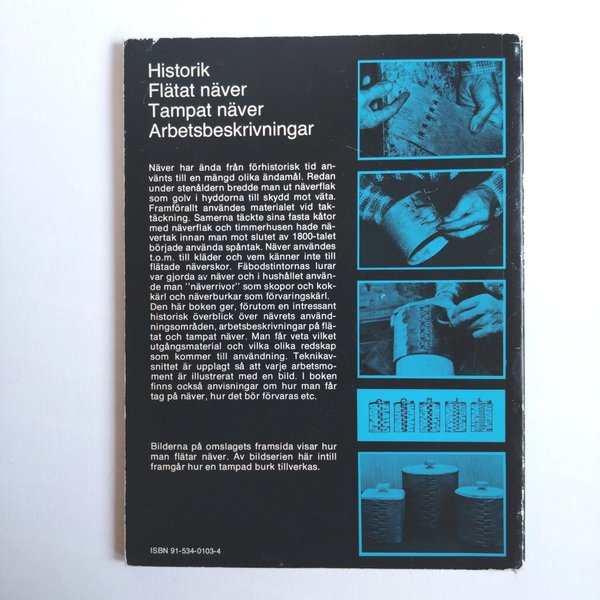 Historik
Flätat näver
Tampat näver
Arbetsbeskrivningar
Näver har ända från förhistorisk tid an-
vänts till en mängd olika ändamål. Redan
under stenåldern bredde man ut näverflak
som golv i hyddorna till skydd mot väta.
Framförallt användes materialet vid tak-
täckning. Samerna täckte sina fasta kåtor
med näverflak och timmerhusen hade nä-
vertak innan man mot slutet av 1800-talet
började använda spåntak. Näver användes
t.o.m. till kläder och vem känner inte till
flätade näverskor. Fäbodstintornas lurar
var gjorda av näver och i hushållet använ-
de man ''näverrivor'' som skopor och kok-
kärl och näverburkar som förvaringskärl.
Den här boken ger, förutom en intressant
historisk överblick över nävrets använd-
ningsområden, arbetsbeskrivningar på flä-
tat och tampat näver. Man får veta vilket
utgångsmaterial och vilka olika redskap
som kommer till användning. Teknikav-
snittet är upplagt så att varje arbetsmo-
ment är illustrerat med en bild. I boken
finns också anvisningar om hur man får
tag på näver, hur det bör förvaras etc.
Bilderna på omslagets framsida visar hur
man flätar näver. Av bildserien här intill
framgår hur en tampad burk tillverkas.
ISBN 91-534-0103-4